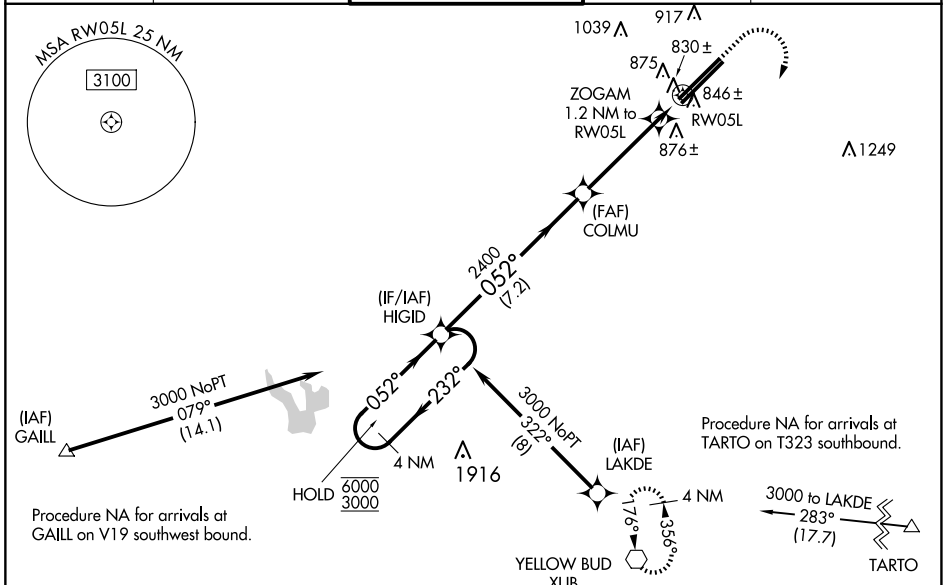 MSA RW05L 25 NM
3100
1039
917
830 ±
875
846 ±
ZOGAM
1.2 NM to
RW05L
RW05L
876 ±
1249
(FAF)
COLMU
2400
052°
(7.2)
(IF/IAF)
HIGID
3000 NoPT
079°
(14.1)
(IAF)
GAILL
052°
232°
3000 NoPT
322°
(8)
(IAF)
LAKDE
Procedure NA for arrivals at
TARTO on T323 southbound.
4 NM
1916
HOLD 6000
3000
4 NM
3000 to LAKDE
283°
(17.7)
Procedure NA for arrivals at
GAILL on V19 southwest bound.
176°
356°
YELLOW BUD
XUB
TARTO